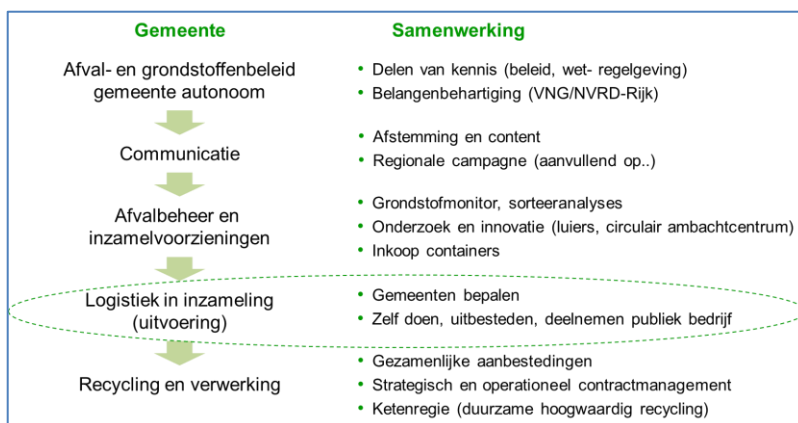 Gemeente
Samenwerking
Afval- en grondstoffenbeleid
gemeente autonoom
• Delen van kennis (beleid, wet- regelgeving)
• Belangenbehartiging (VNG/NVRD-Rijk)
Communicatie
• Afstemming en content
• Regionale campagne (aanvullend op..)
Afvalbeheer en
inzamelvoorzieningen
• Grondstofmonitor, sorteeranalyses
• Onderzoek en innovatie (luiers, circulair ambachtcentrum)
• Inkoop containers
Logistiek in inzameling
(uitvoering)
• Gemeenten bepalen
• Zelf doen, uitbesteden, deelnemen publiek bedrijf
Recycling en verwerking
• Gezamenlijke aanbestedingen
• Strategisch en operationeel contractmanagement
• Ketenregie (duurzame hoogwaardig recycling)